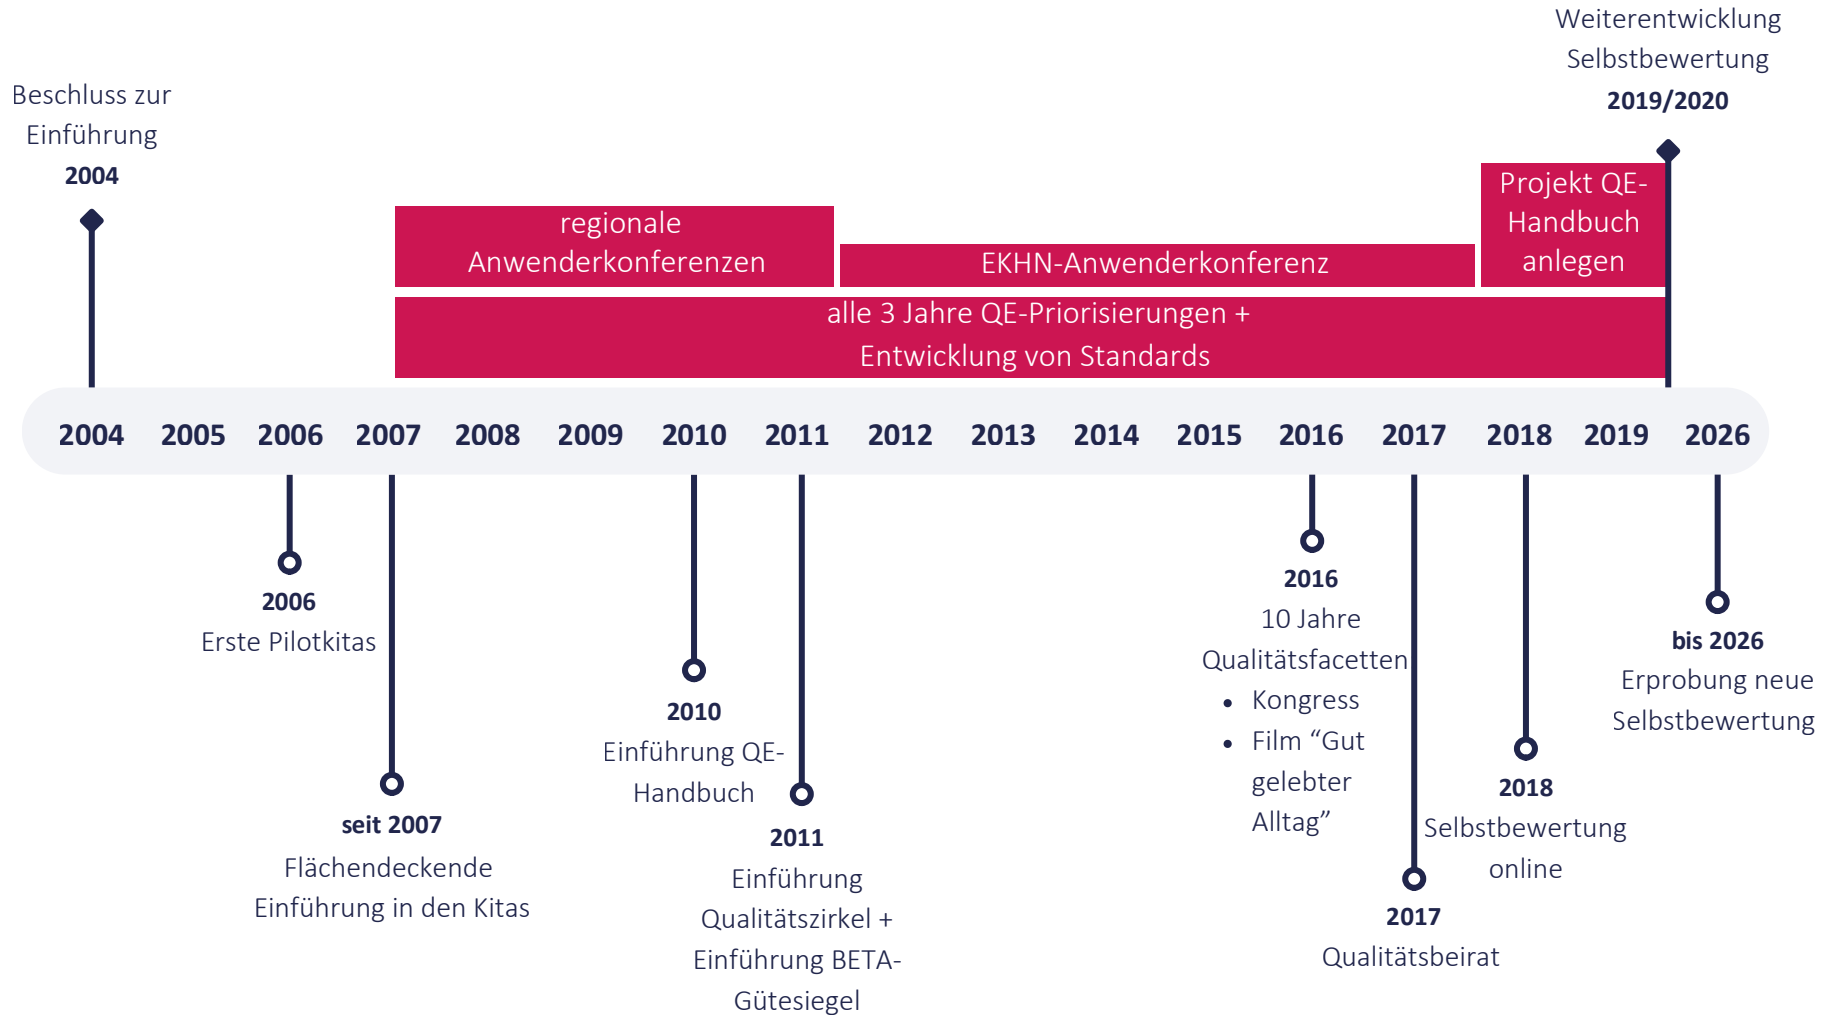 Weiterentwicklung
Selbstbewertung
2019/2020
Beschluss zur
Einführung
2004
regionale
Anwenderkonferenzen
EKHN-Anwenderkonferenz
Projekt QE-
Handbuch
anlegen
alle 3 Jahre QE-Priorisierungen +
Entwicklung von Standards
2004 2005 2006 2007 2008 2009 2010 2011 2012 2013 2014 2015 2016 2017 2018 2019 2026
2006
Erste Pilotkitas
seit 2007
Flächendeckende
Einführung in den Kitas
2010
Einführung QE-
Handbuch
2011
Einführung
Qualitätszirkel +
Einführung BETA-
Gütesiegel
2016
10 Jahre
Qualitätsfacetten
• Kongress
• Film “Gut
gelebter
Alltag”
2017
Qualitätsbeirat
2018
Selbstbewertung
online
bis 2026
Erprobung neue
Selbstbewertung